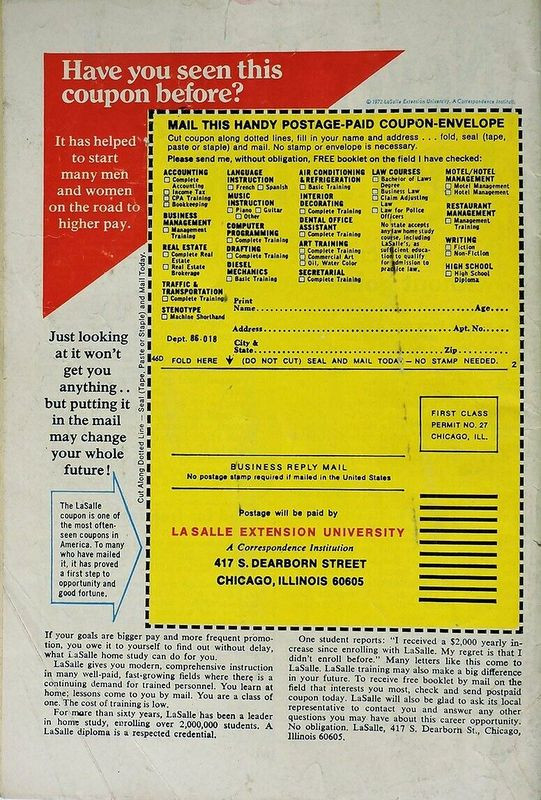 Have you seen this
coupon before?
© 1972 LaSalle Extension University, A Correspondence Institution
It has helped
to start
many men
and women
on the road to
higher pay.
Just looking
at it won't
get you
anything . .
but putting it
in the mail
may change
your whole
future!
The LaSalle
coupon is one of
the most often-
seen coupons in
America. To many
who have mailed
it, it has proved
a first step to
opportunity and
good fortune.
Cut Along Dotted Line — Seal (Tape, Paste or Staple) and Mail Today.
MAIL THIS HANDY POSTAGE-PAID COUPON-ENVELOPE
Cut coupon along dotted lines, fill in your name and address . . . fold, seal (tape,
paste or staple) and mail. No stamp or envelope is necessary.
Please send me, without obligation, FREE booklet on the field I have checked:
ACCOUNTING
☐ Complete
Accounting
☐ Income Tax
☐ CPA Training
☐ Bookkeeping
BUSINESS
MANAGEMENT
☐ Management
Training
REAL ESTATE
☐ Complete Real
Estate
☐ Real Estate
Brokerage
TRAFFIC &
TRANSPORTATION
☐ Complete Training
STENOTYPE
☐ Machine Shorthand
LANGUAGE
INSTRUCTION
☐ French ☐ Spanish
MUSIC
INSTRUCTION
☐ Piano ☐ Guitar
☐ Other
COMPUTER
PROGRAMMING
☐ Complete Training
DRAFTING
☐ Complete Training
DIESEL
MECHANICS
☐ Basic Training
AIR CONDITIONING
& REFRIGERATION
☐ Basic Training
INTERIOR
DECORATING
☐ Complete Training
DENTAL OFFICE
ASSISTANT
☐ Complete Training
ART TRAINING
☐ Complete Training
☐ Commercial Art
☐ Oil, Water Color
SECRETARIAL
☐ Complete Training
LAW COURSES
☐ Bachelor of Laws
Degree
☐ Business Law
☐ Claim Adjusting
Law
☐ Law for Police
Officers
No state accepts
any law home study
course, including
LaSalle's, as
sufficient educa-
tion to qualify
for admission to
practice law.
MOTEL/HOTEL
MANAGEMENT
☐ Motel Management
☐ Hotel Management
RESTAURANT
MANAGEMENT
☐ Management
Training
WRITING
☐ Fiction
☐ Non-Fiction
HIGH SCHOOL
☐ High School
Diploma
Print
Name Age
Address Apt. No.
Dept. 86-018
City &
State Zip
46D FOLD HERE (DO NOT CUT) SEAL AND MAIL TODAY — NO STAMP NEEDED. 2
FIRST CLASS
PERMIT NO. 27
CHICAGO, ILL.
BUSINESS REPLY MAIL
No postage stamp required if mailed in the United States
Postage will be paid by
LA SALLE EXTENSION UNIVERSITY
A Correspondence Institution
417 S. DEARBORN STREET
CHICAGO, ILLINOIS 60605
If your goals are bigger pay and more frequent promo-
tion, you owe it to yourself to find out without delay,
what LaSalle home study can do for you.
LaSalle gives you modern, comprehensive instruction
in many well-paid, fast-growing fields where there is a
continuing demand for trained personnel. You learn at
home; lessons come to you by mail. You are a class of
one. The cost of training is low.
For more than sixty years, LaSalle has been a leader
in home study, enrolling over 2,000,000 students. A
LaSalle diploma is a respected credential.
One student reports: "I received a $2,000 yearly in-
crease since enrolling with LaSalle. My regret is that I
didn't enroll before." Many letters like this come to
LaSalle. LaSalle training may also make a big difference
in your future. To receive free booklet by mail on the
field that interests you most, check and send postpaid
coupon today. LaSalle will also be glad to ask its local
representative to contact you and answer any other
questions you may have about this career opportunity.
No obligation. LaSalle, 417 S. Dearborn St., Chicago,
Illinois 60605.